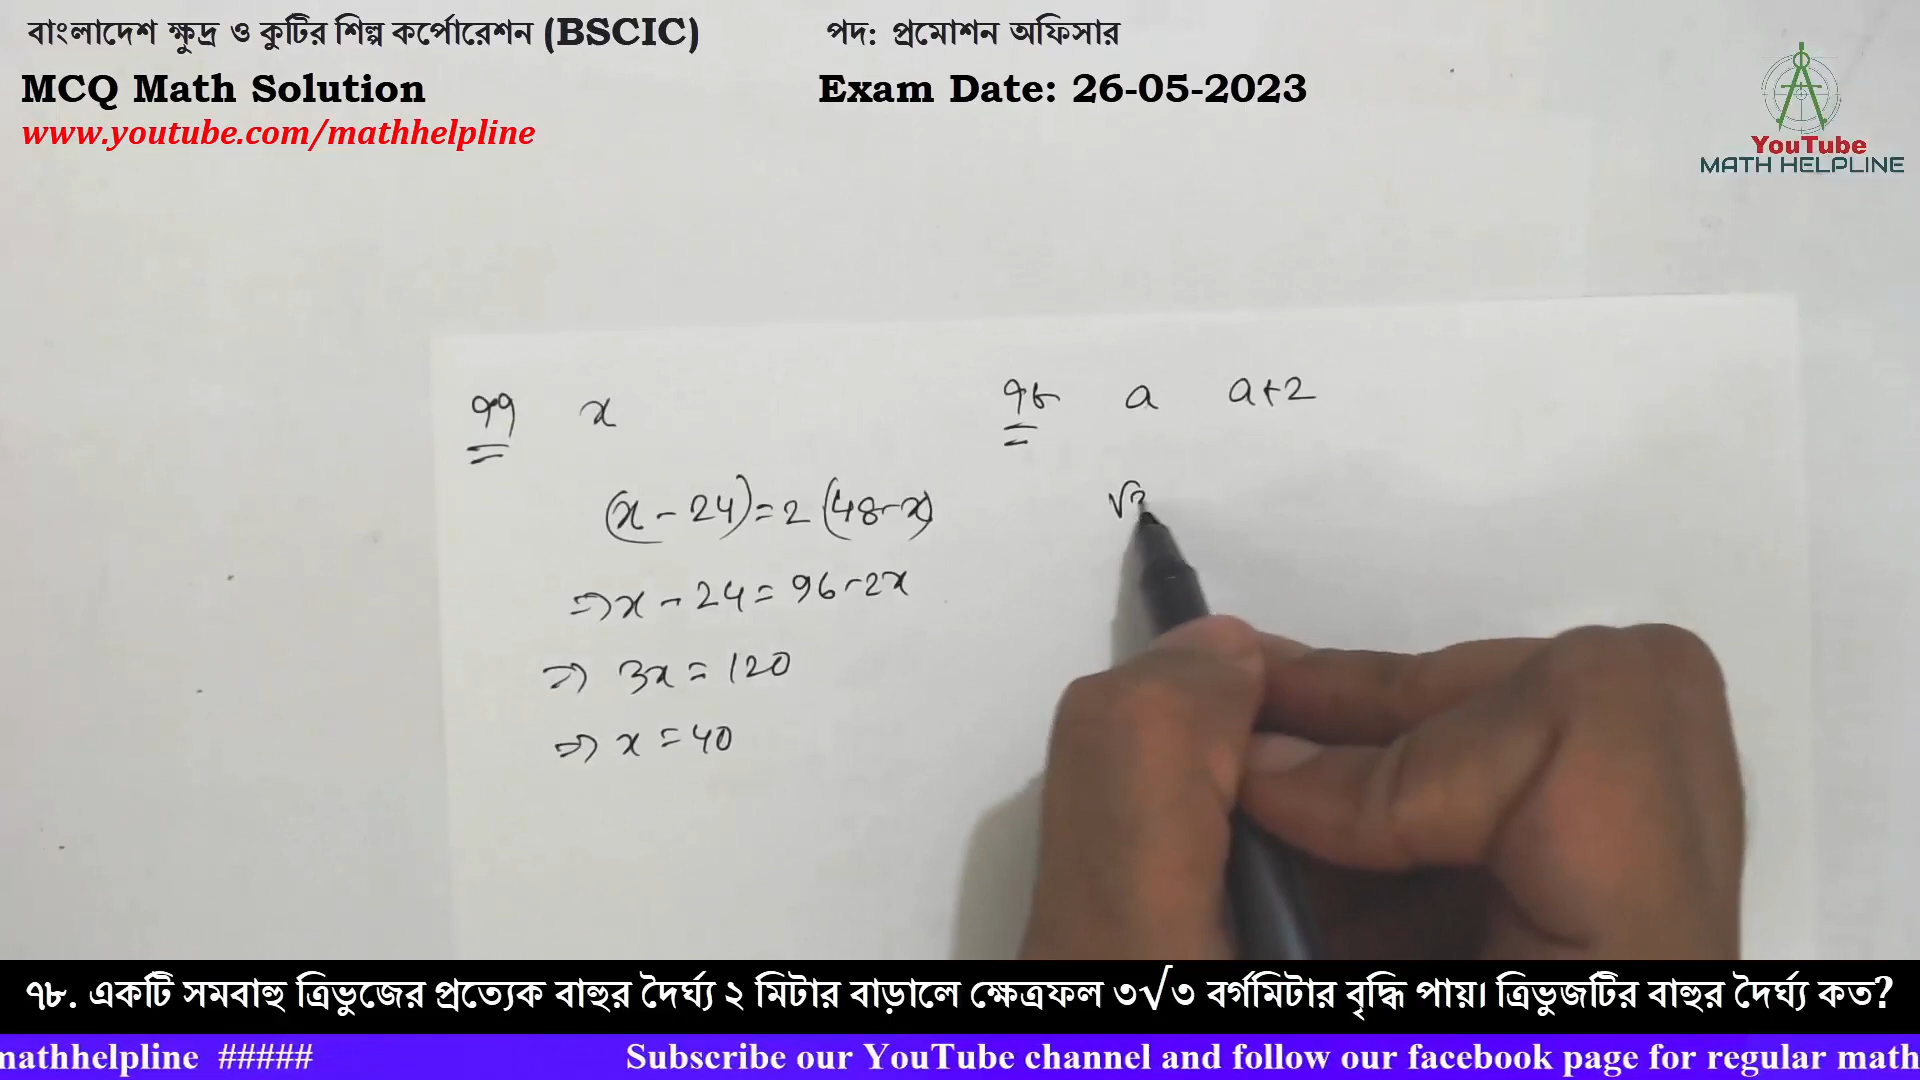 বাংলাদেশ ক্ষুদ্র ও কুটির শিল্প কর্পোরেশন (BSCIC)
পদ: প্রমোশন অফিসার
MCQ Math Solution
Exam Date: 26-05-2023
www.youtube.com/mathhelpline
YouTube
MATH HELPLINE
৭৭ x
(x - 24) = 2 (48 - x)
⇒ x - 24 = 96 - 2x
⇒ 3x = 120
⇒ x = 40
৭৮ a a+2
√3
৭৮. একটি সমবাহু ত্রিভুজের প্রত্যেক বাহুর দৈর্ঘ্য ২ মিটার বাড়ালে ক্ষেত্রফল ৩√৩ বর্গমিটার বৃদ্ধি পায়। ত্রিভুজটির বাহুর দৈর্ঘ্য কত?
mathhelpline ##### Subscribe our YouTube channel and follow our facebook page for regular math